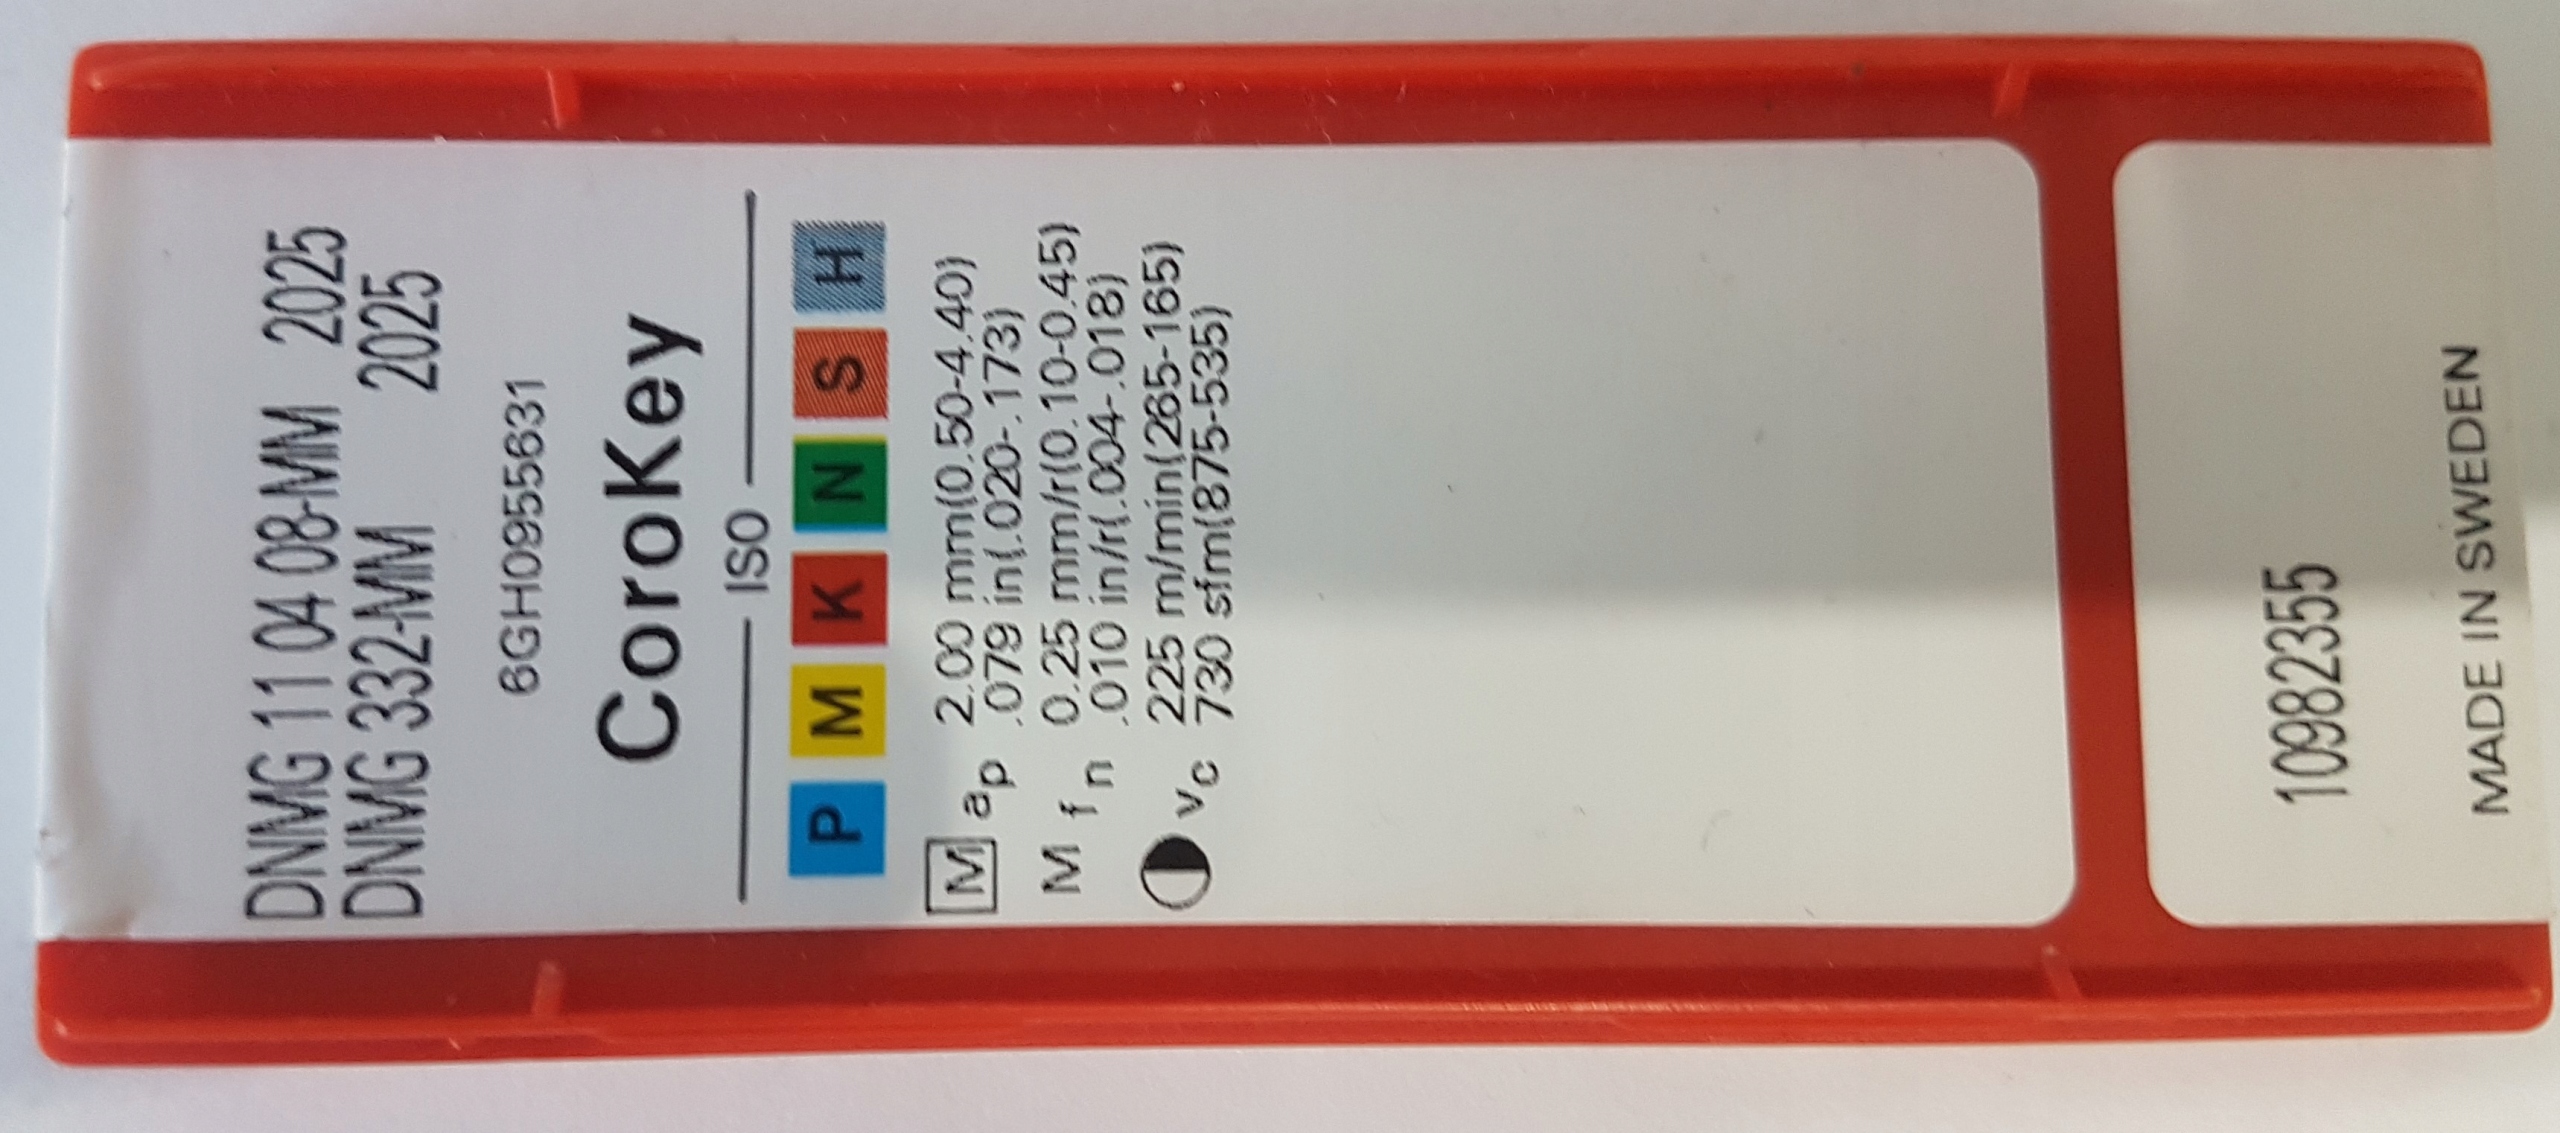 DNMG 11 04 08-MM 2025
DNMG 332-MM 2025
6GH0955631
CoroKey
ISO
P M K N S H
M ap 2.00 mm(0.50-4.40)
.079 in(.020-.173)
M fn 0.25 mm/r(0.10-0.45)
.010 in/r(.004-.018)
vc 225 m/min(265-165)
730 sfm(875-535)
10982355
MADE IN SWEDEN